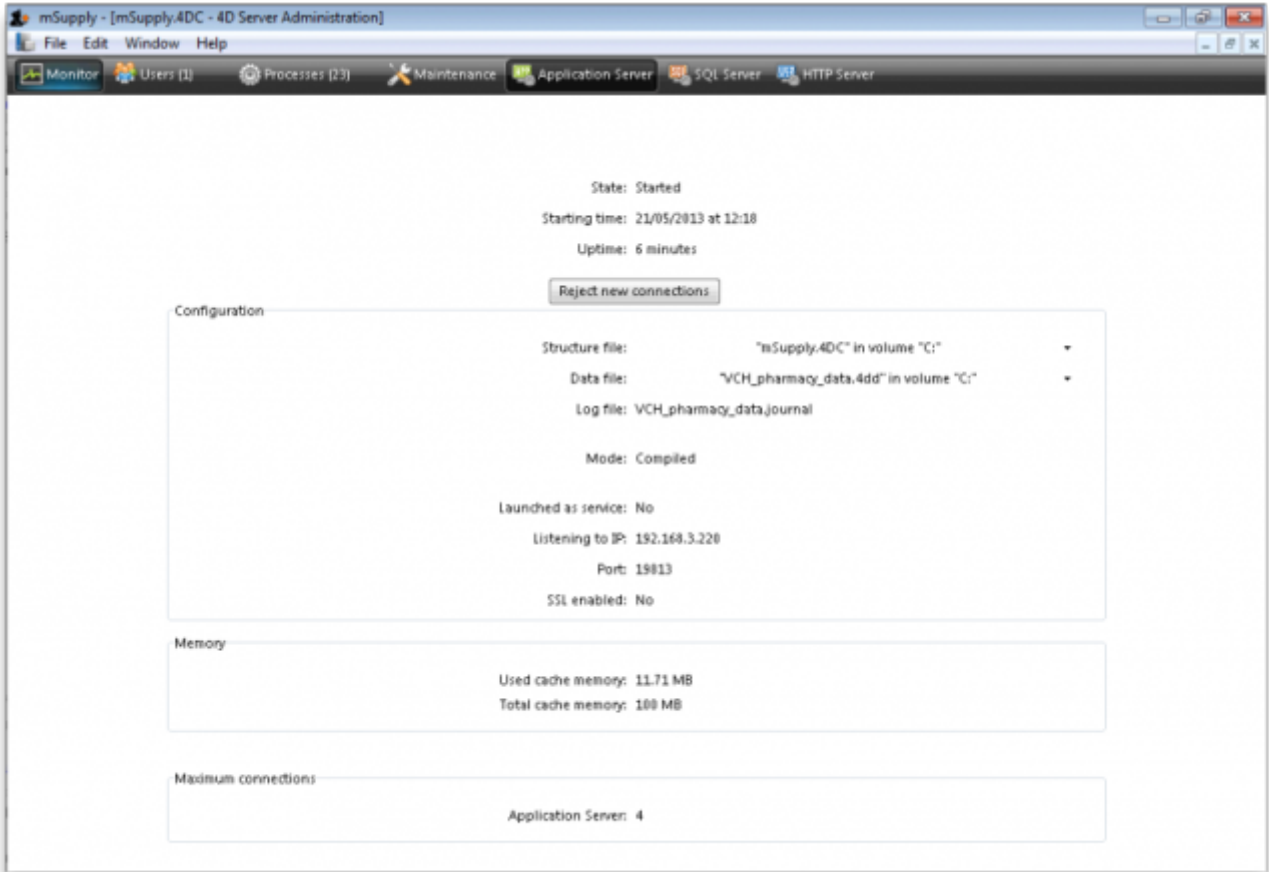 mSupply - [mSupply.4DC - 4D Server Administration]
File Edit Window Help
Monitor Users (1) Processes (23) Maintenance Application Server SQL Server HTTP Server
State: Started
Starting time: 21/05/2013 at 12:18
Uptime: 6 minutes
Reject new connections
Configuration
Structure file: "mSupply.4DC" in volume "C:"
Data file: "VCH_pharmacy_data.4dd" in volume "C:"
Log file: VCH_pharmacy_data.journal
Mode: Compiled
Launched as service: No
Listening to IP: 192.168.3.220
Port: 19813
SSL enabled: No
Memory
Used cache memory: 11.71 MB
Total cache memory: 100 MB
Maximum connections
Application Server: 4